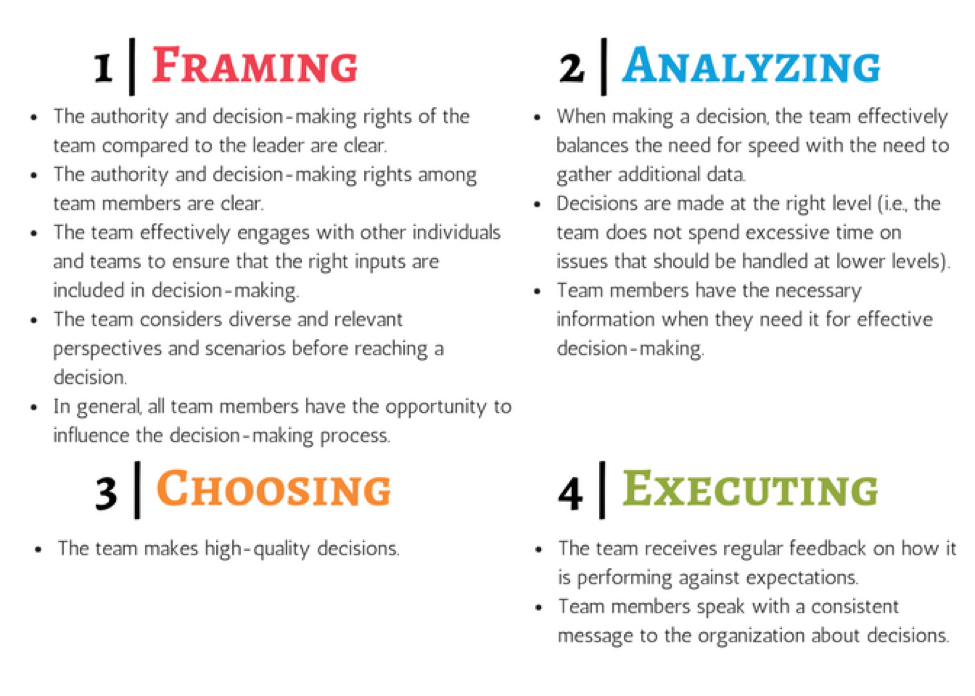 1 | FRAMING
• The authority and decision-making rights of the
team compared to the leader are clear.
• The authority and decision-making rights among
team members are clear.
• The team effectively engages with other individuals
and teams to ensure that the right inputs are
included in decision-making.
• The team considers diverse and relevant
perspectives and scenarios before reaching a
decision.
• In general, all team members have the opportunity to
influence the decision-making process.
2 | ANALYZING
• When making a decision, the team effectively
balances the need for speed with the need to
gather additional data.
• Decisions are made at the right level (i.e., the
team does not spend excessive time on
issues that should be handled at lower levels).
• Team members have the necessary
information when they need it for effective
decision-making.
3 | CHOOSING
• The team makes high-quality decisions.
4 | EXECUTING
• The team receives regular feedback on how it
is performing against expectations.
• Team members speak with a consistent
message to the organization about decisions.